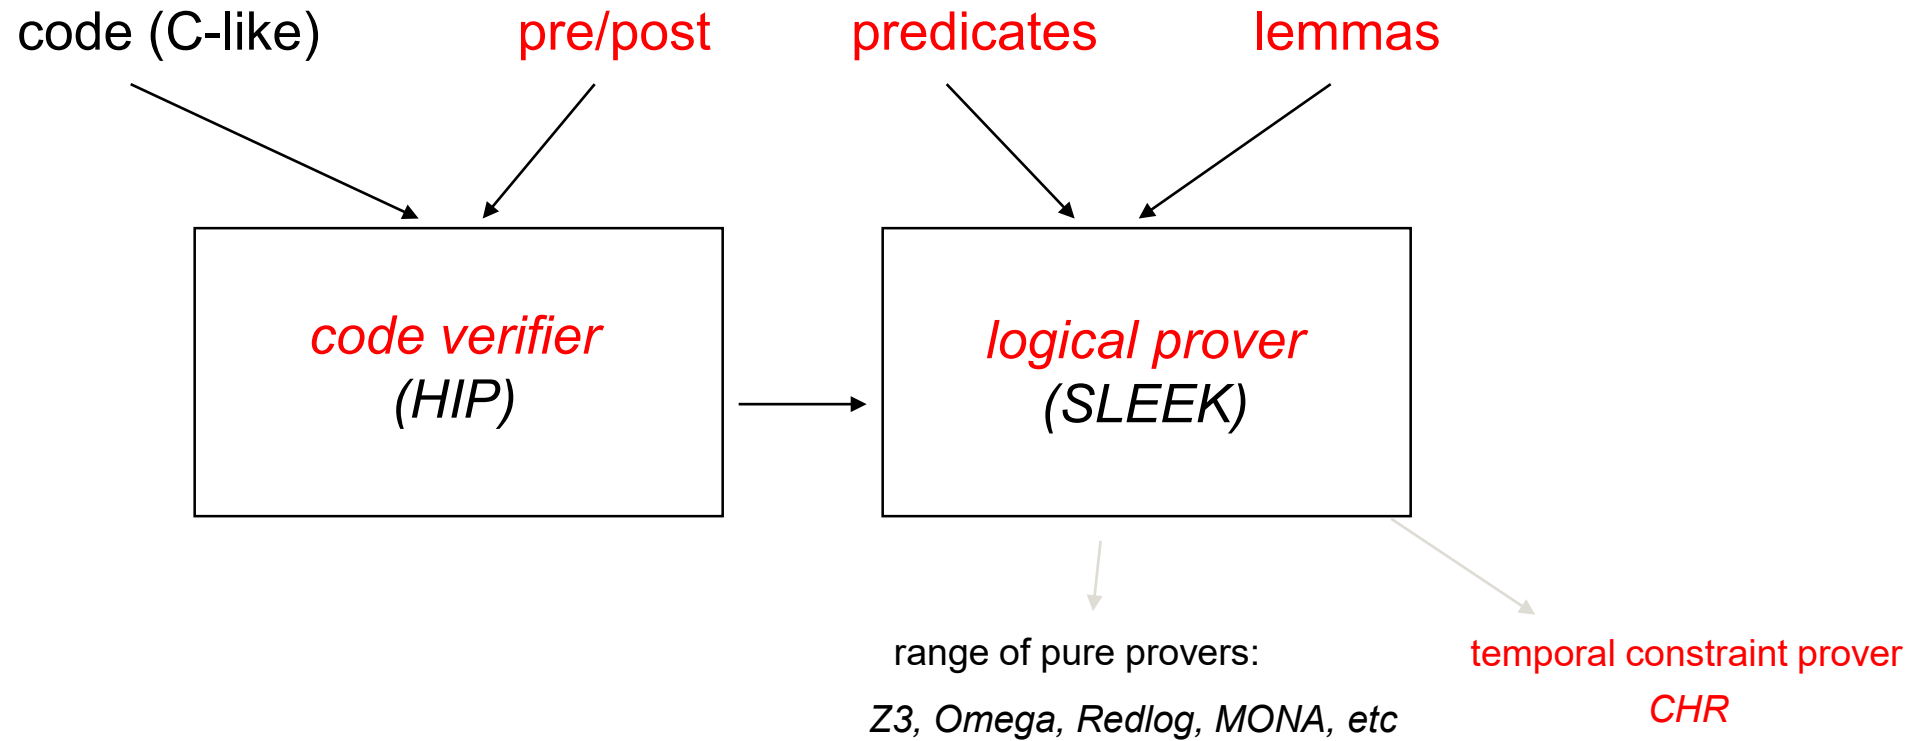 code (C-like)
pre/post
predicates
lemmas
code verifier
(HIP)
logical prover
(SLEEK)
range of pure provers:
Z3, Omega, Redlog, MONA, etc
temporal constraint prover
CHR